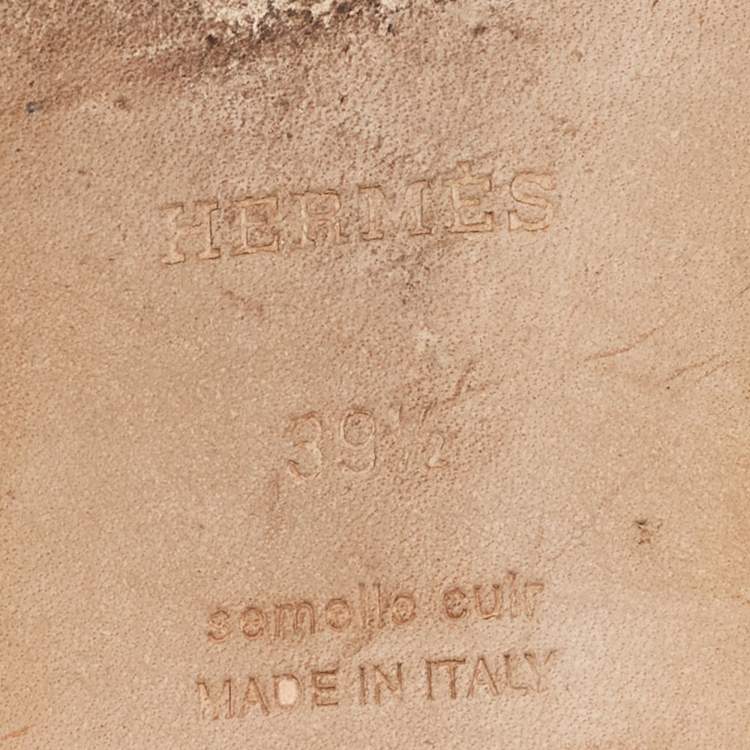 HERMÈS
39½
semelle cuir
MADE IN ITALY